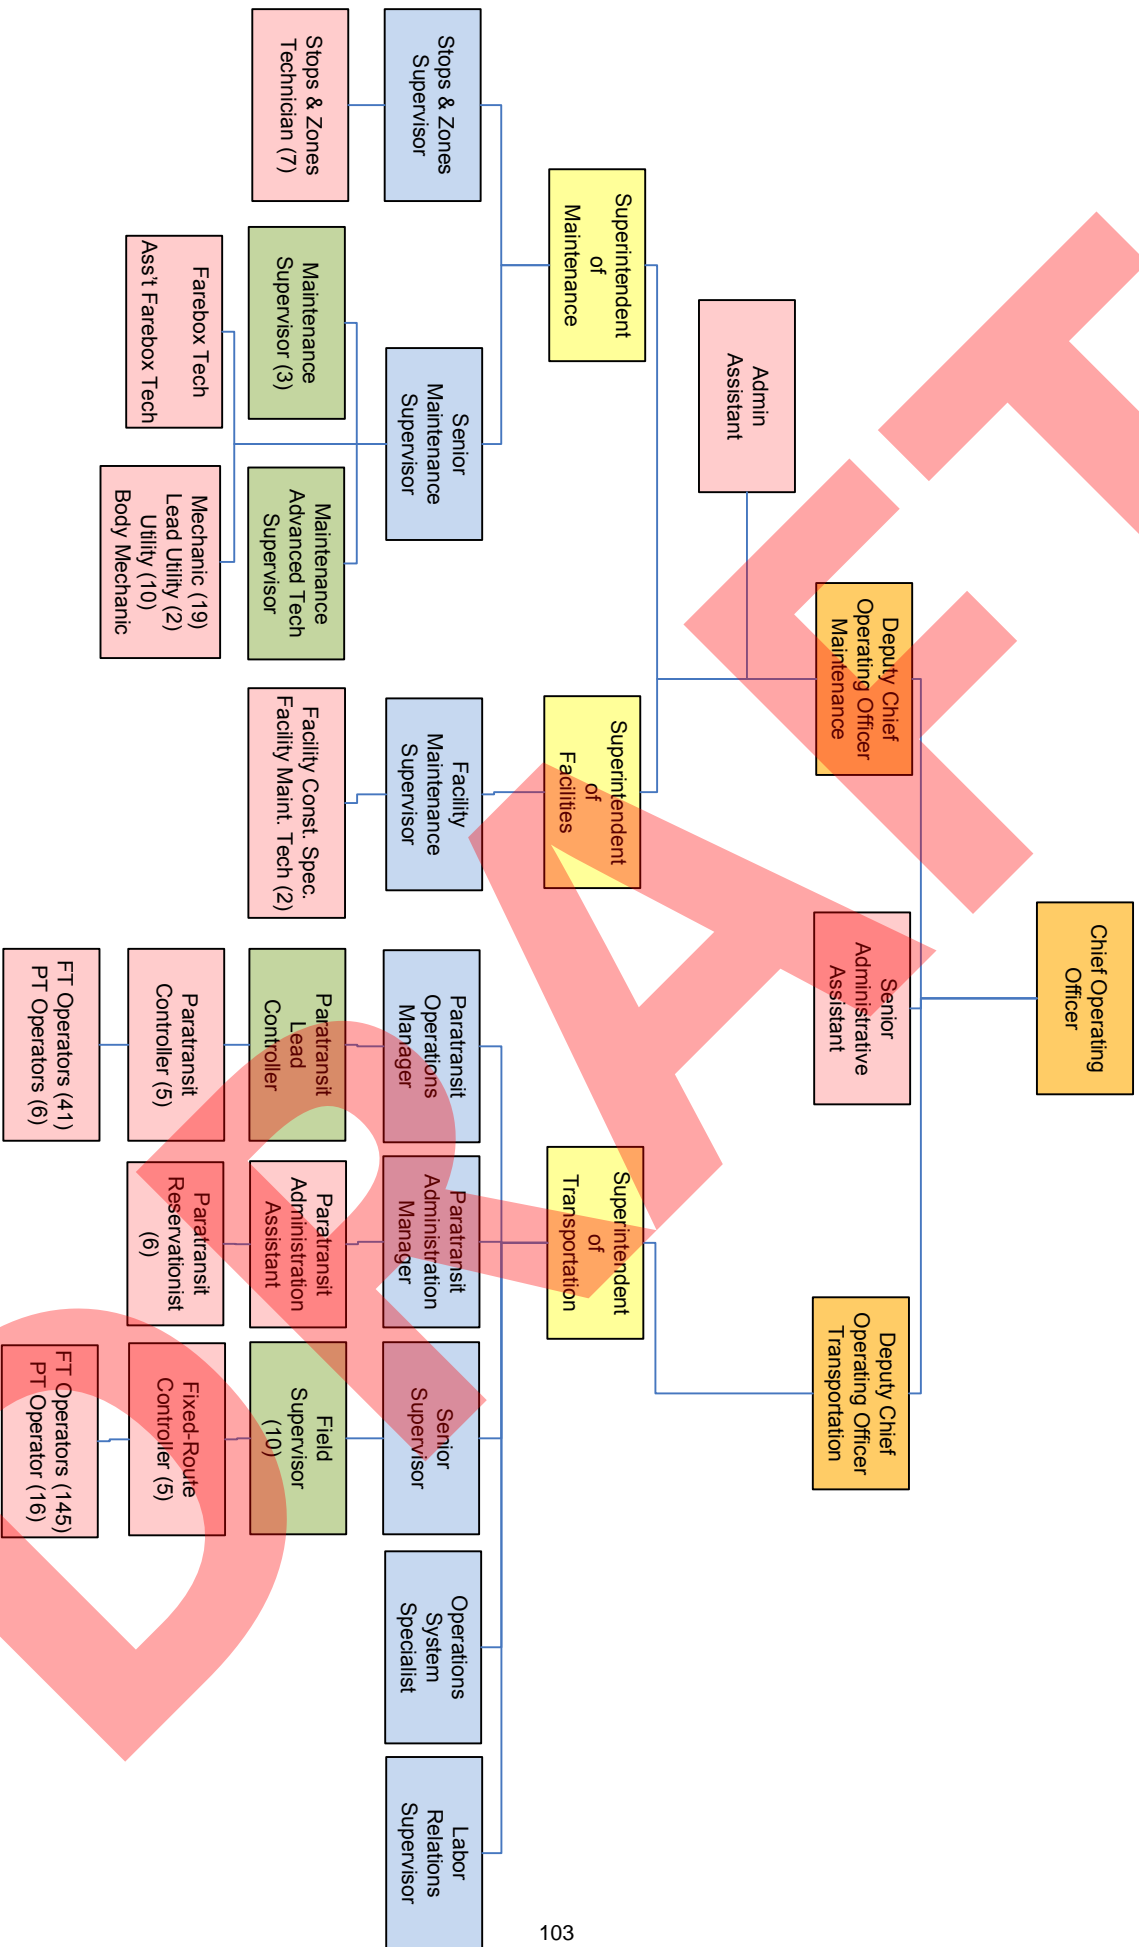 Chief Operating
Officer
Deputy Chief
Operating Officer
Maintenance
Senior
Administrative
Assistant
Deputy Chief
Operating Officer
Transportation
Admin
Assistant
Superintendent
of
Maintenance
Superintendent
of
Facilities
Superintendent
of
Transportation
Stops & Zones
Supervisor
Senior
Maintenance
Supervisor
Facility
Maintenance
Supervisor
Paratransit
Operations
Manager
Paratransit
Administration
Manager
Senior
Supervisor
Operations
System
Specialist
Labor
Relations
Supervisor
Stops & Zones
Technician (7)
Maintenance
Supervisor (3)
Maintenance
Advanced Tech
Supervisor
Facility Const. Spec.
Facility Maint. Tech (2)
Paratransit
Lead
Controller
Paratransit
Administration
Assistant
Field
Supervisor
(10)
Farebox Tech
Ass't Farebox Tech
Mechanic (19)
Lead Utility (2)
Utility (10)
Body Mechanic
Paratransit
Controller (5)
Paratransit
Reservationist
(6)
Fixed-Route
Controller (5)
FT Operators (41)
PT Operators (6)
FT Operators (145)
PT Operator (16)
DRAFT
103